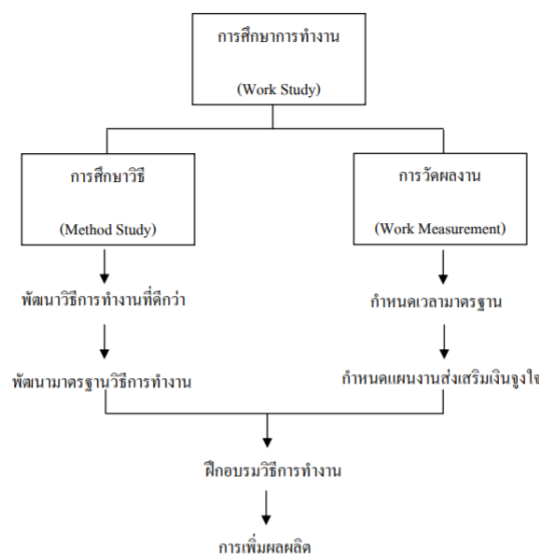 การศึกษาการทำงาน
(Work Study)
การศึกษาวิธี
(Method Study)
การวัดผลงาน
(Work Measurement)
พัฒนาวิธีการทำงานที่ดีกว่า
กำหนดเวลามาตรฐาน
พัฒนามาตรฐานวิธีการทำงาน
กำหนดแผนงานส่งเสริมเงินจูงใจ
ฝึกอบรมวิธีการทำงาน
การเพิ่มผลผลิต